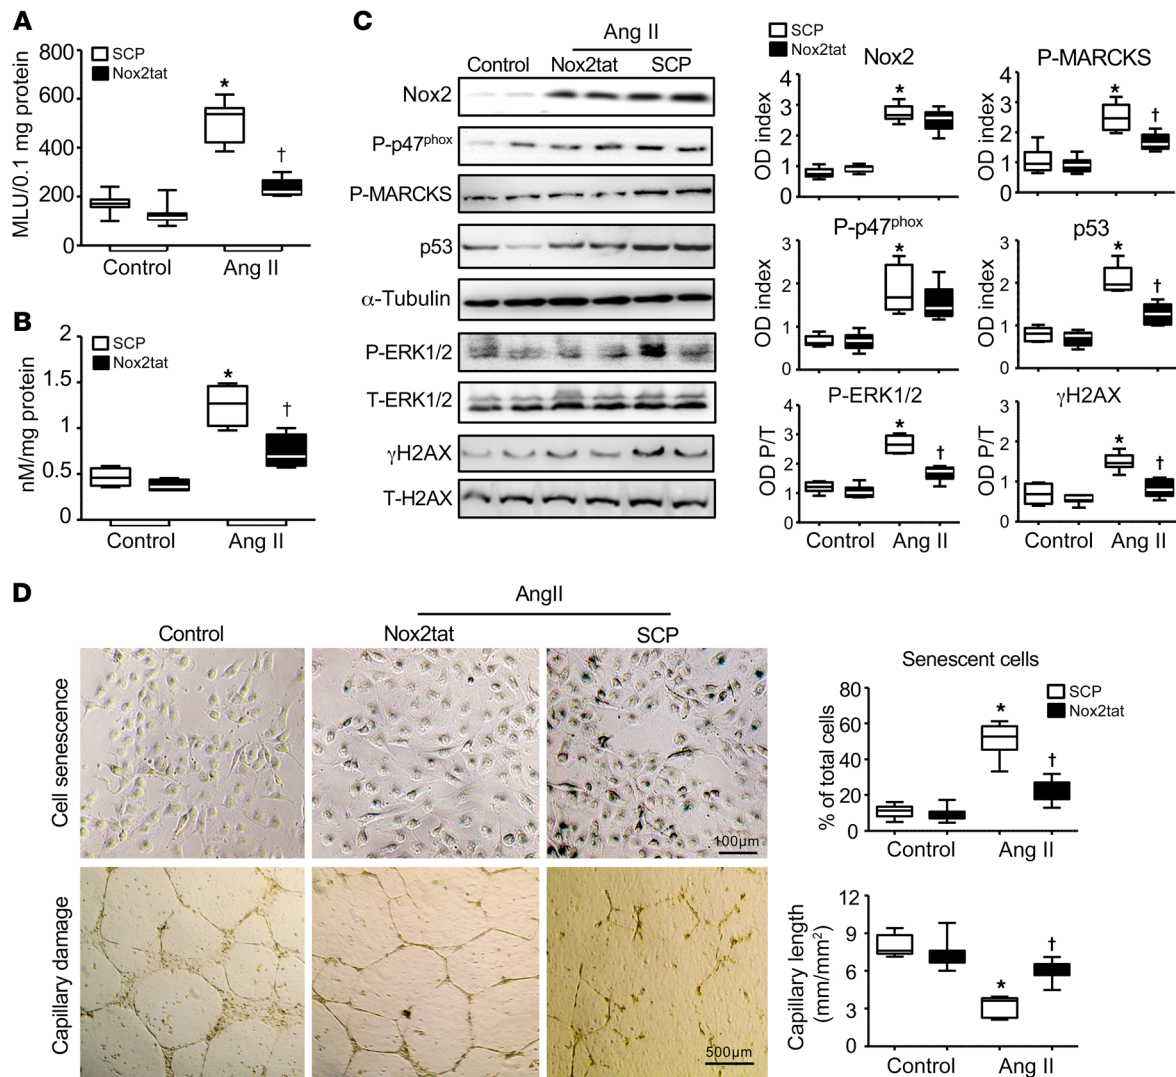 A
MLU/0.1 mg protein
800
600
400
200
0
SCP
Nox2tat
*
†
Control
Ang II
B
nM/mg protein
2
1.5
1
0.5
0
SCP
Nox2tat
*
†
Control
Ang II
C
Ang II
Control
Nox2tat
SCP
Nox2
P-p47phox
P-MARCKS
p53
α-Tubulin
P-ERK1/2
T-ERK1/2
γH2AX
T-H2AX
SCP
Nox2tat
Nox2
OD index
4
3
2
1
0
*
P-MARCKS
OD index
4
3
2
1
0
*
†
P-p47phox
OD index
3
2
1
0
*
p53
OD index
3
2
1
0
*
†
P-ERK1/2
OD P/T
4
3
2
1
0
*
†
Control
Ang II
γH2AX
OD P/T
3
2
1
0
*
†
Control
Ang II
D
AngII
Control
Nox2tat
SCP
Cell senescence
100µm
Capillary damage
500µm
Senescent cells
% of total cells
80
60
40
20
0
SCP
Nox2tat
*
†
Control
Ang II
Capillary length
(mm/mm²)
12
9
6
3
0
*
†
Control
Ang II